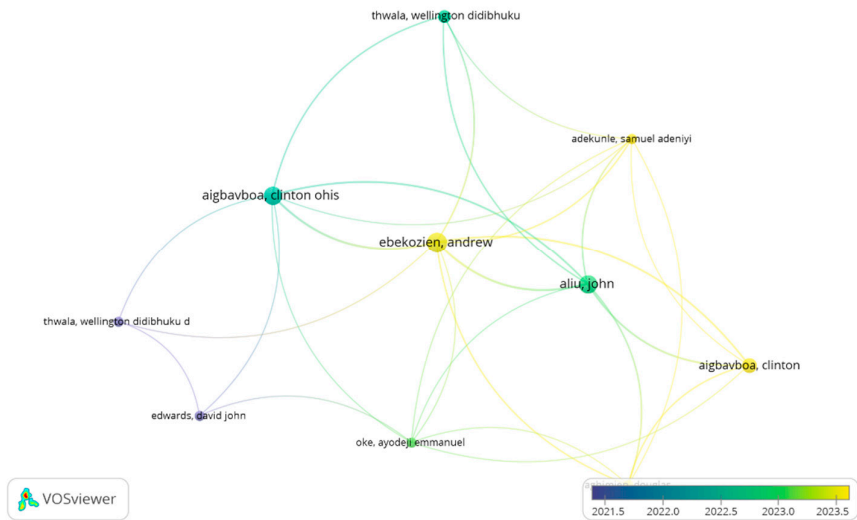 thwala, wellington didibhuku
adekunle, samuel adeniyi
aigbavboa, clinton ohis
ebekozien, andrew
aliu, john
thwala, wellington didibhuku d
aigbavboa, clinton
edwards, david john
oke, ayodeji emmanuel
VOSviewer
2021.5 2022.0 2022.5 2023.0 2023.5